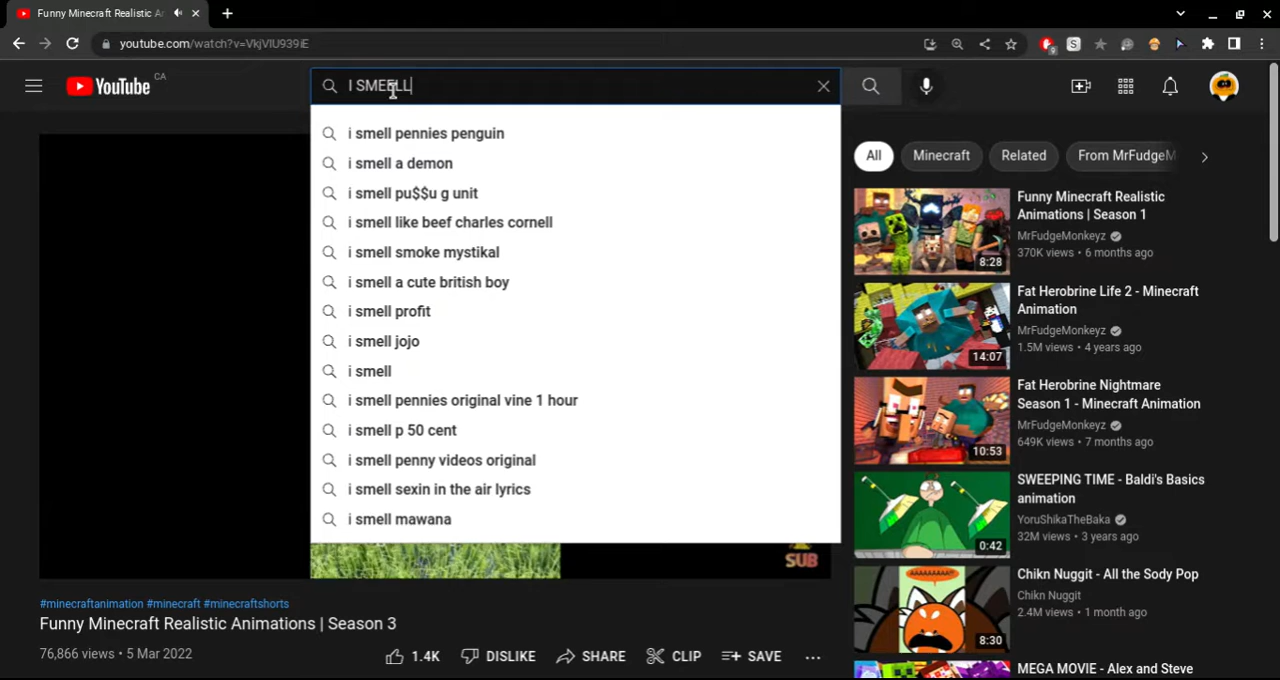 Funny Minecraft Realistic Ar
youtube.com/watch?v=VkjVIU939iE
9
S
YouTube CA
I SMEELL
i smell pennies penguin
i smell a demon
i smell pu$$u g unit
i smell like beef charles cornell
i smell smoke mystikal
i smell a cute british boy
i smell profit
i smell jojo
i smell
i smell pennies original vine 1 hour
i smell p 50 cent
i smell penny videos original
i smell sexin in the air lyrics
i smell mawana
SUB
#minecraftanimation #minecraft #minecraftshorts
Funny Minecraft Realistic Animations | Season 3
76,866 views • 5 Mar 2022
1.4K DISLIKE SHARE CLIP SAVE ...
All Minecraft Related From MrFudgeM
Funny Minecraft Realistic
Animations | Season 1
MrFudgeMonkeyz
370K views • 6 months ago
8:28
Fat Herobrine Life 2 - Minecraft
Animation
MrFudgeMonkeyz
1.5M views • 4 years ago
14:07
Fat Herobrine Nightmare
Season 1 - Minecraft Animation
MrFudgeMonkeyz
649K views • 7 months ago
10:53
SWEEPING TIME - Baldi's Basics
animation
YoruShikaTheBaka
32M views • 3 years ago
0:42
Chikn Nuggit - All the Sody Pop
Chikn Nuggit
2.4M views • 1 month ago
8:30
MEGA MOVIE - Alex and Steve